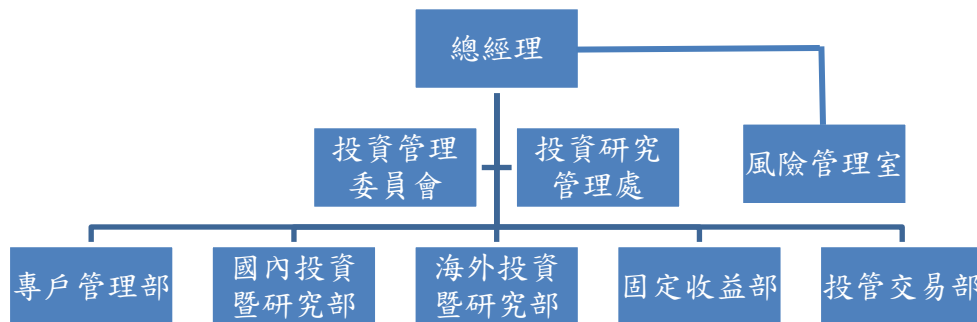 總經理
投資管理
委員會
投資研究
管理處
風險管理室
專戶管理部
國內投資
暨研究部
海外投資
暨研究部
固定收益部
投管交易部